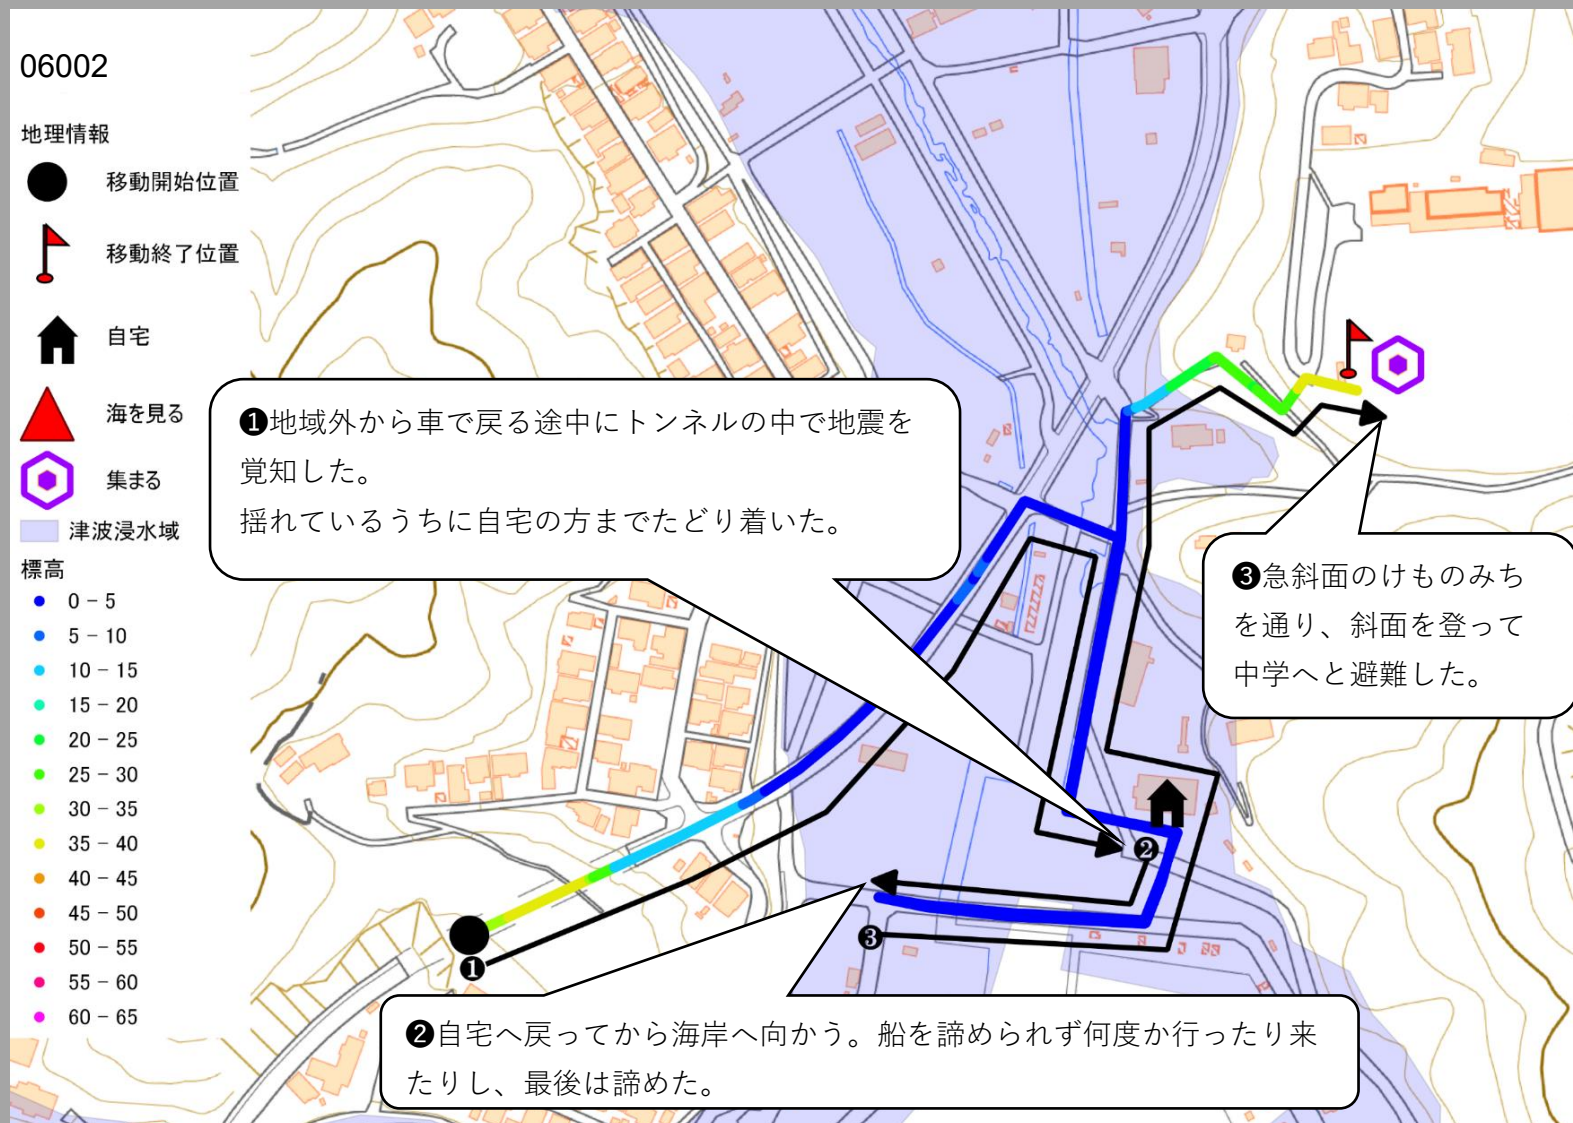 06002
地理情報
移動開始位置
移動終了位置
自宅
海を見る
集まる
津波浸水域
標高
0 - 5
5 - 10
10 - 15
15 - 20
20 - 25
25 - 30
30 - 35
35 - 40
40 - 45
45 - 50
50 - 55
55 - 60
60 - 65
❶地域外から車で戻る途中にトンネルの中で地震を
覚知した。
揺れているうちに自宅の方までたどり着いた。
❸急斜面のけものみち
を通り、斜面を登って
中学へと避難した。
❷
❸
❶
❷自宅へ戻ってから海岸へ向かう。船を諦められず何度か行ったり来
たりし、最後は諦めた。